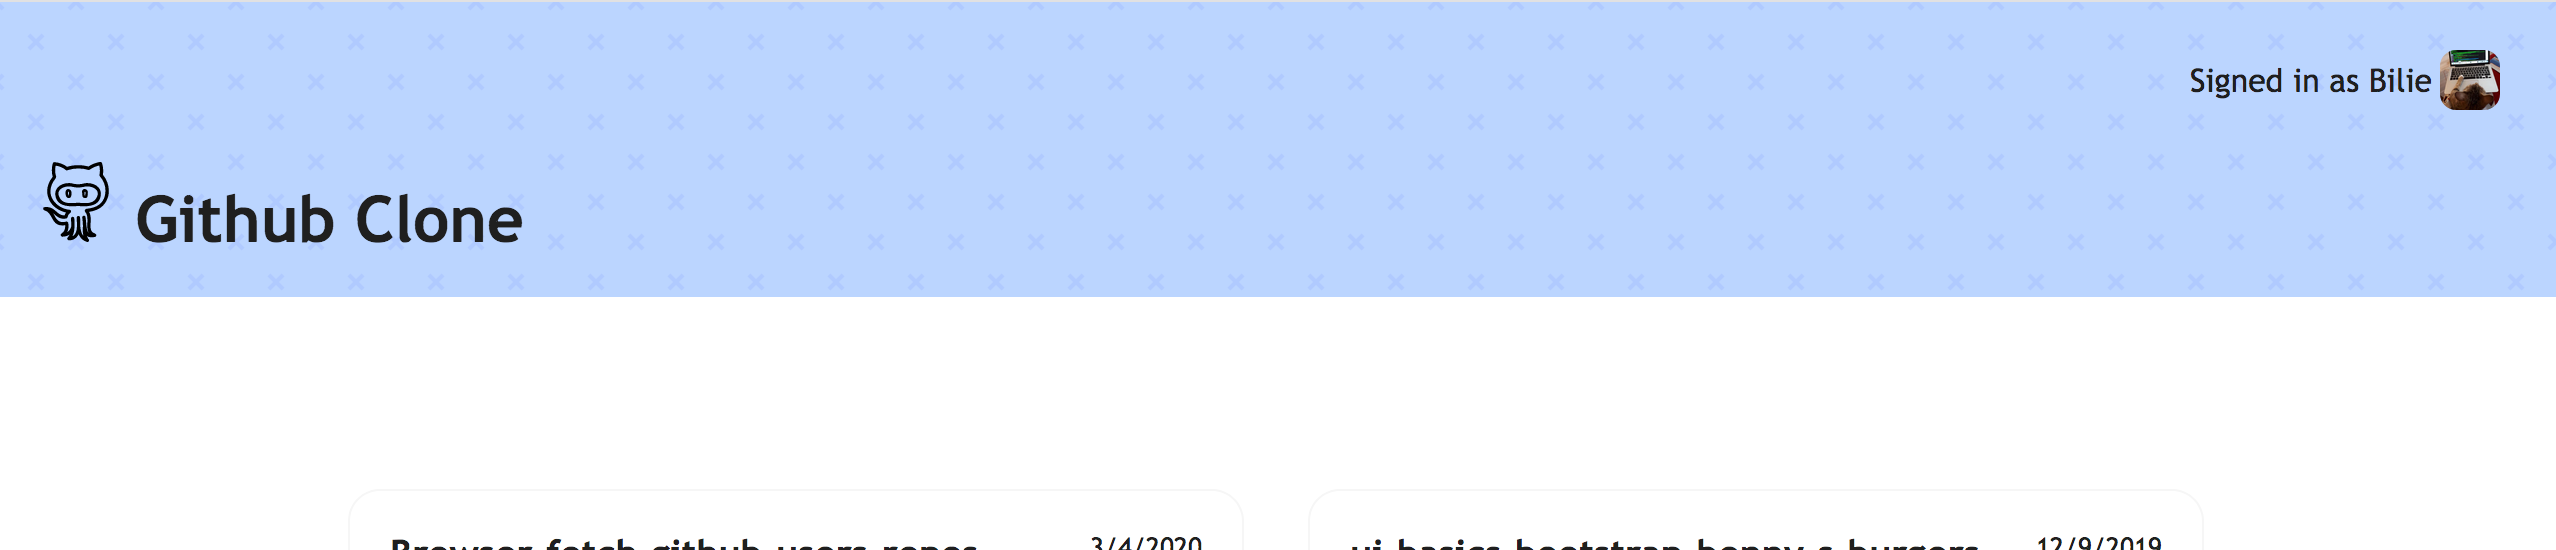 Signed in as Bilie
Github Clone
Browser-fetch-github-users-repos 3/4/2020
ui-basics-bootstrap-benny-s-burgers 12/9/2019